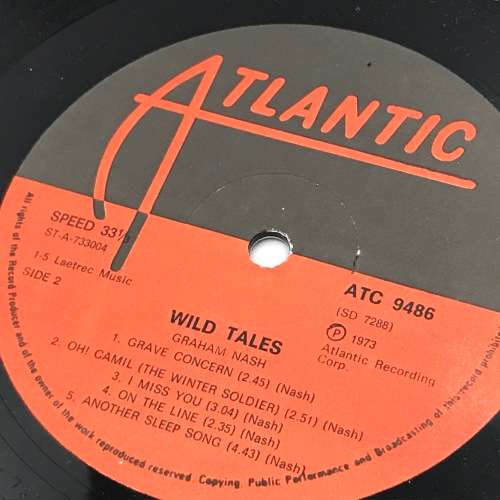 ATLANTIC
SPEED 33⅓
ST-A-733004
1-5 Laetrec Music
SIDE 2
ATC 9486
(SD 7288)
℗ 1973
Atlantic Recording
Corp.
WILD TALES
GRAHAM NASH
1. GRAVE CONCERN (2.45) (Nash)
2. OH! CAMIL (THE WINTER SOLDIER) (2.51) (Nash)
3. I MISS YOU (3.04) (Nash)
4. ON THE LINE (2.35) (Nash)
5. ANOTHER SLEEP SONG (4.43) (Nash)
All rights of the Record Producer and of the owner of the work reproduced reserved. Copying, Public Performance and Broadcasting of this record prohibit